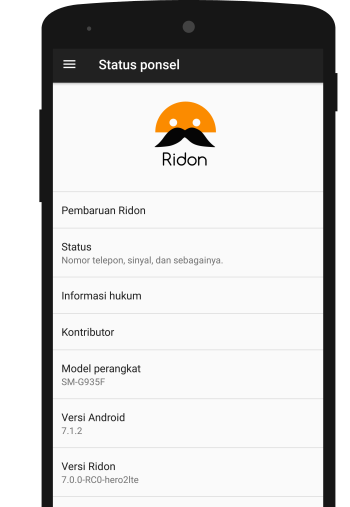 Status ponsel
Ridon
Pembaruan Ridon
Status
Nomor telepon, sinyal, dan sebagainya.
Informasi hukum
Kontributor
Model perangkat
SM-G935F
Versi Android
7.1.2
Versi Ridon
7.0.0-RC0-hero2lte